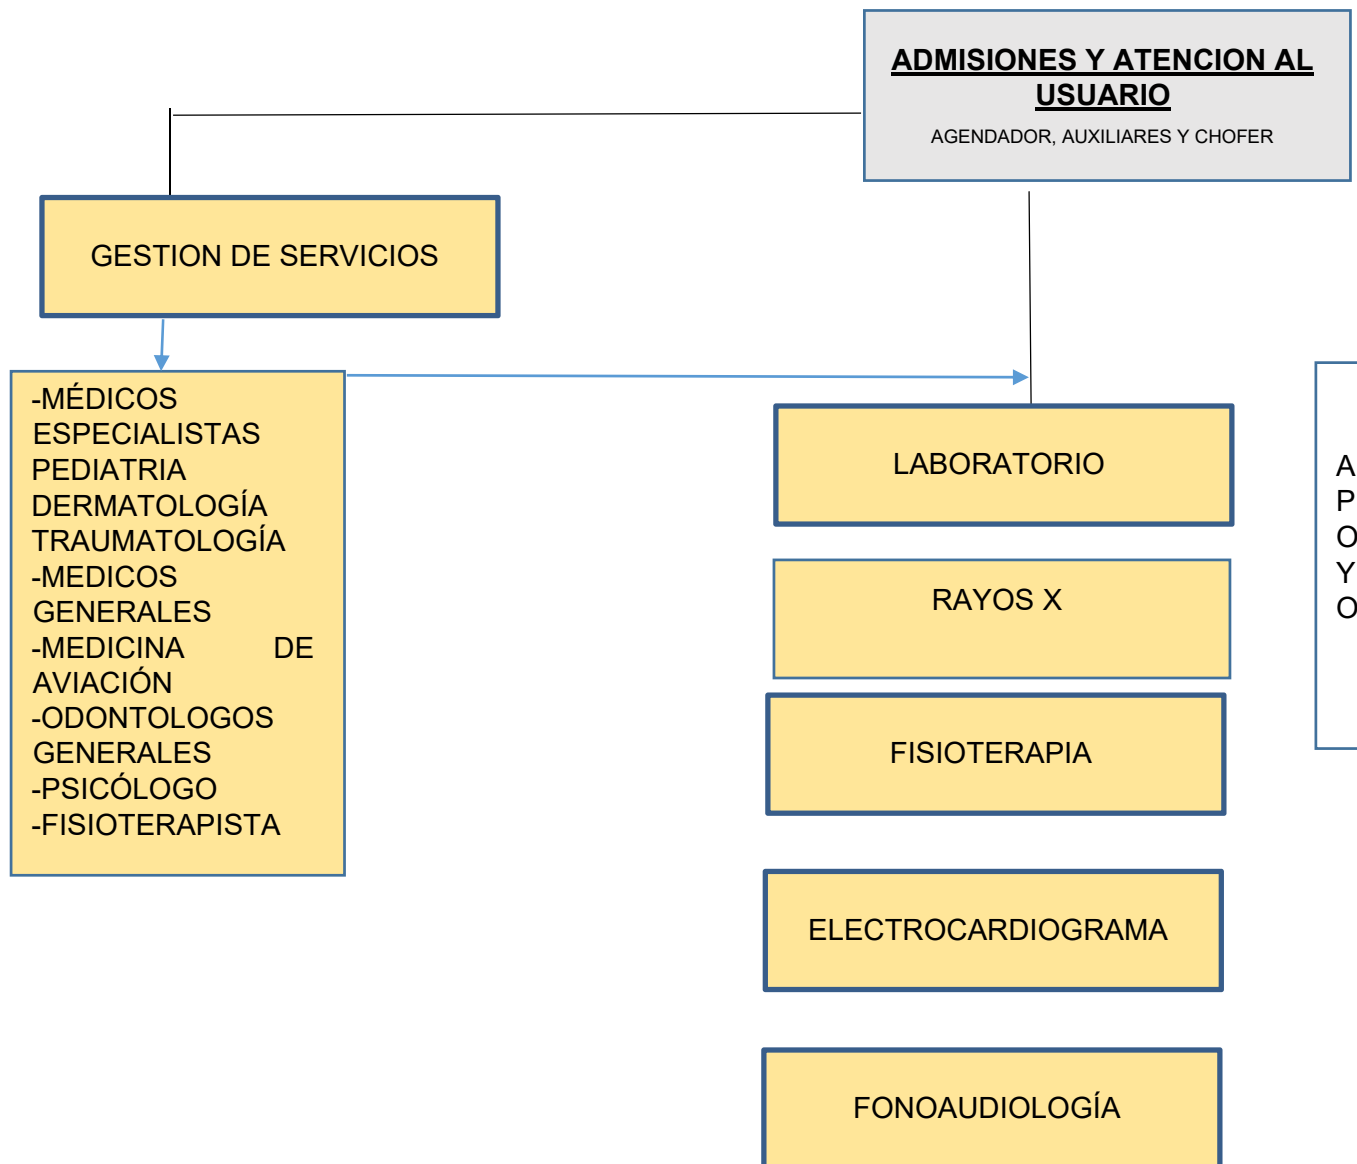 ADMISIONES Y ATENCION AL
USUARIO
AGENDADOR, AUXILIARES Y CHOFER
GESTION DE SERVICIOS
-MÉDICOS
ESPECIALISTAS
PEDIATRIA
DERMATOLOGÍA
TRAUMATOLOGÍA
-MEDICOS
GENERALES
-MEDICINA DE
AVIACIÓN
-ODONTOLOGOS
GENERALES
-PSICÓLOGO
-FISIOTERAPISTA
LABORATORIO
RAYOS X
FISIOTERAPIA
ELECTROCARDIOGRAMA
FONOAUDIOLOGÍA
A
P
O
Y
O